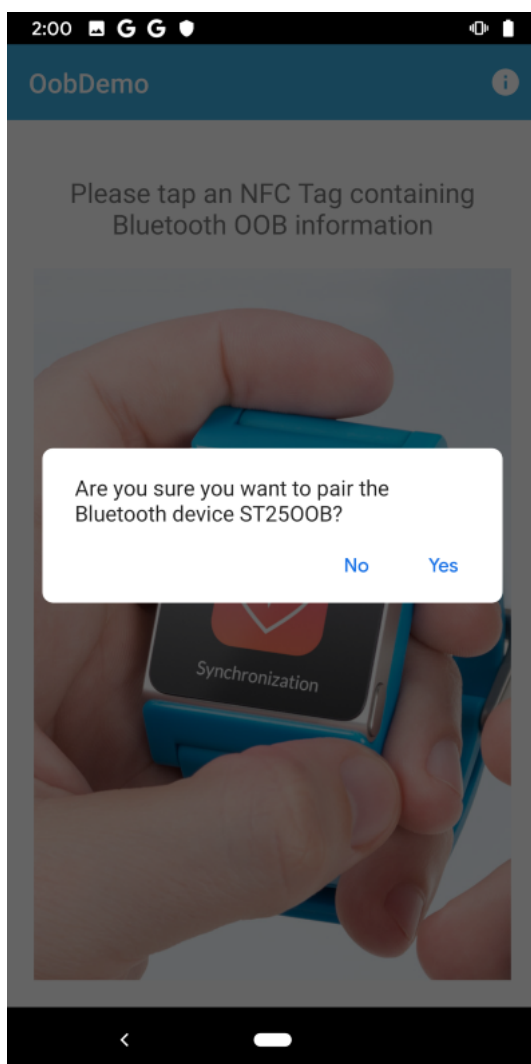 2:00 G G
OobDemo
Please tap an NFC Tag containing
Bluetooth OOB information
Are you sure you want to pair the
Bluetooth device ST25OOB?
No Yes
Synchronization